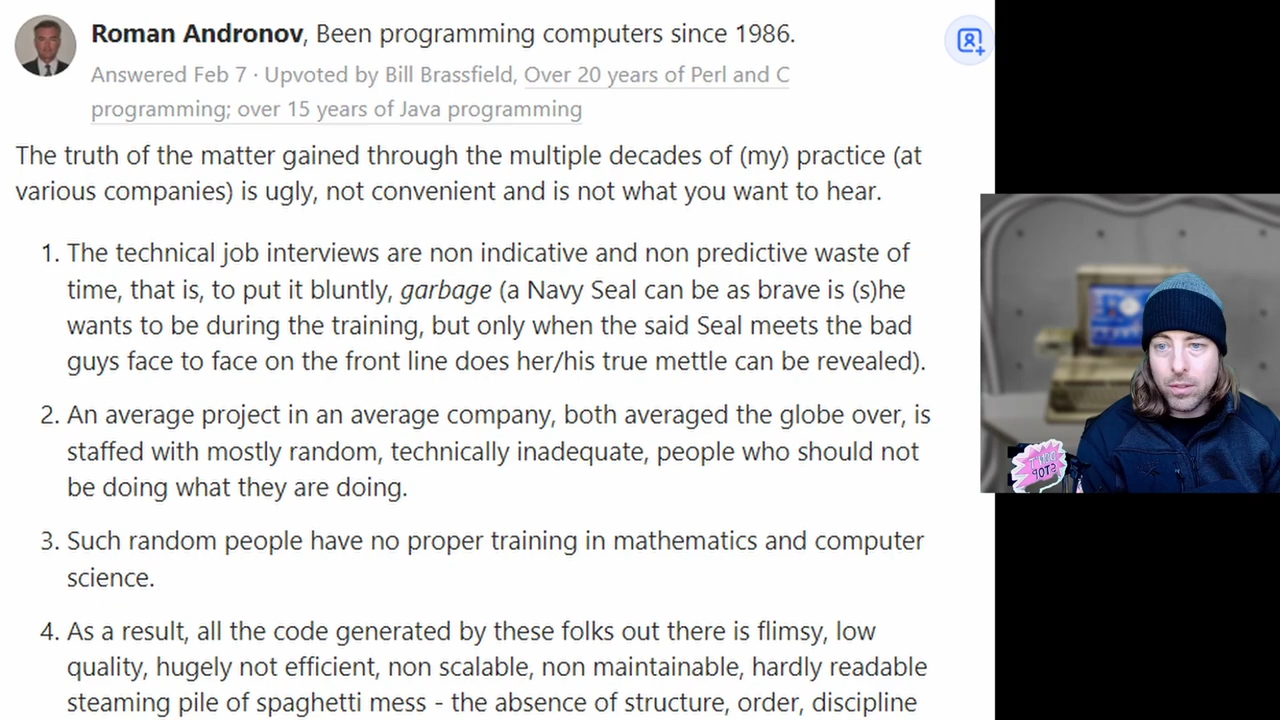 Roman Andronov, Been programming computers since 1986.
Answered Feb 7 · Upvoted by Bill Brassfield, Over 20 years of Perl and C
programming; over 15 years of Java programming
The truth of the matter gained through the multiple decades of (my) practice (at
various companies) is ugly, not convenient and is not what you want to hear.
1. The technical job interviews are non indicative and non predictive waste of
time, that is, to put it bluntly, garbage (a Navy Seal can be as brave is (s)he
wants to be during the training, but only when the said Seal meets the bad
guys face to face on the front line does her/his true mettle can be revealed).
2. An average project in an average company, both averaged the globe over, is
staffed with mostly random, technically inadequate, people who should not
be doing what they are doing.
3. Such random people have no proper training in mathematics and computer
science.
4. As a result, all the code generated by these folks out there is flimsy, low
quality, hugely not efficient, non scalable, non maintainable, hardly readable
steaming pile of spaghetti mess - the absence of structure, order, discipline